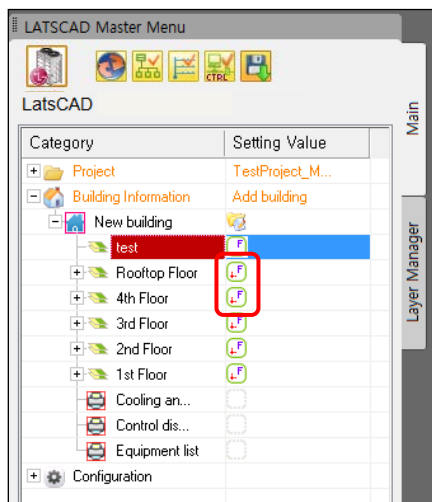 LATSCAD Master Menu
CTRL
LatsCAD
Category Setting Value
Project TestProject_M...
Building Information Add building
New building
test F
Rooftop Floor F
4th Floor F
3rd Floor F
2nd Floor F
1st Floor F
Cooling an...
Control dis...
Equipment list
Configuration
Main
Layer Manager